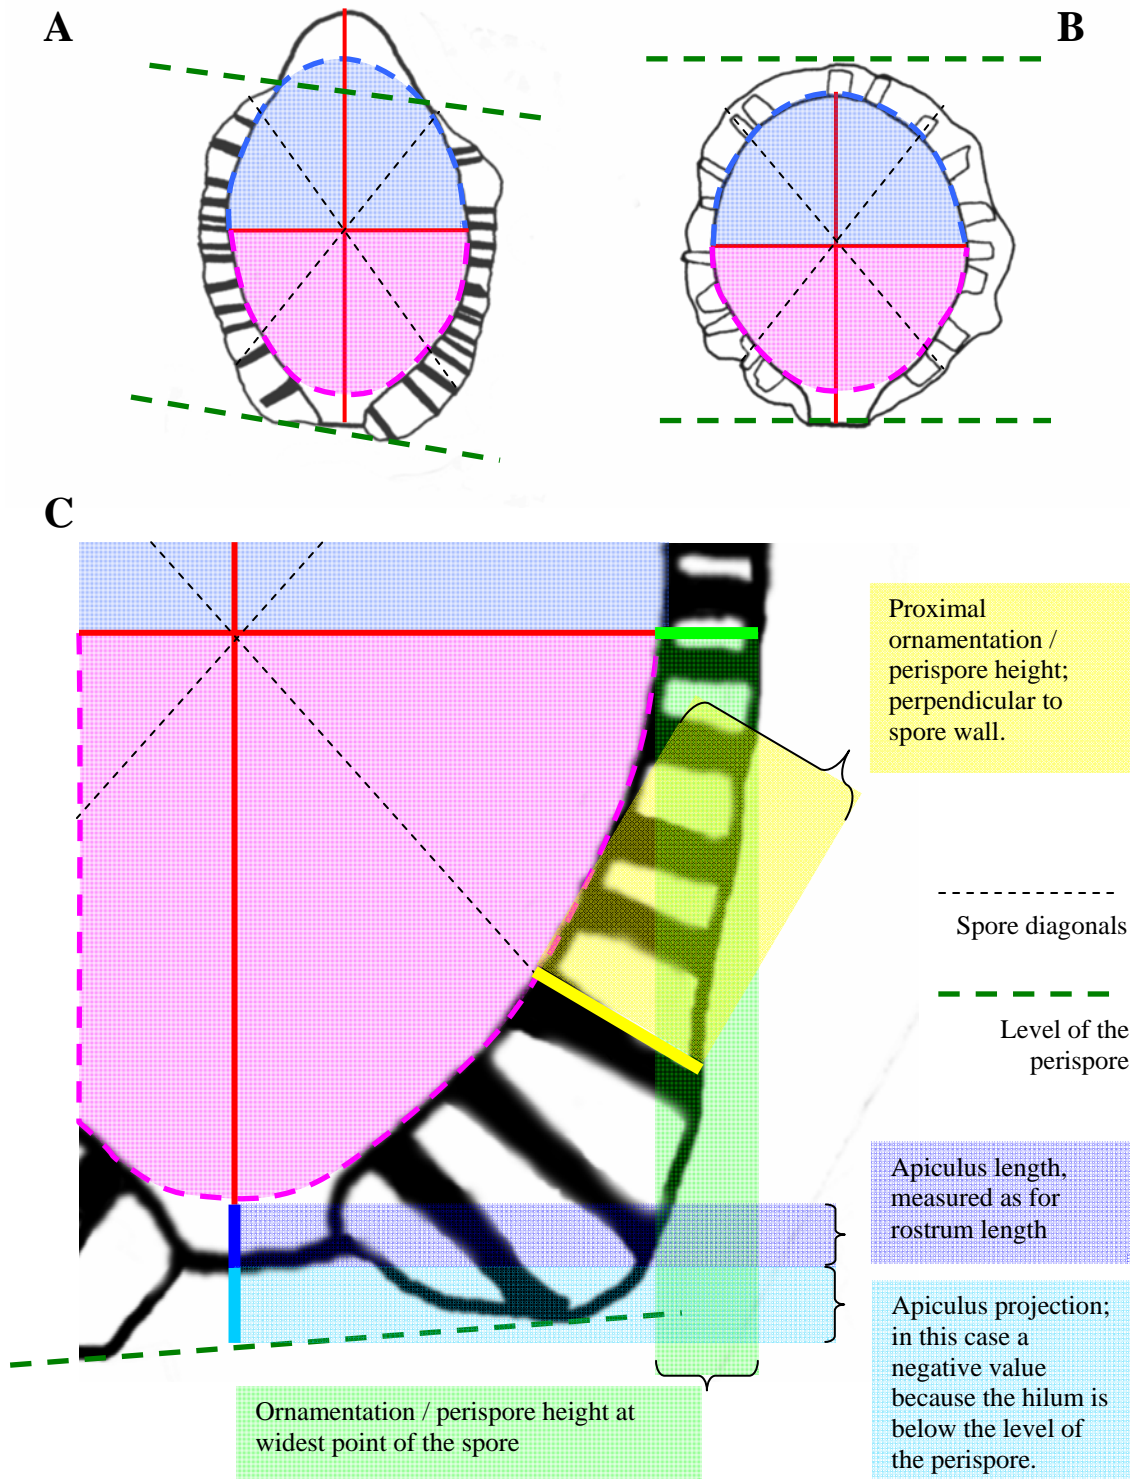 A
B
C
Proximal
ornamentation /
perispore height;
perpendicular to
spore wall.
Spore diagonals
Level of the
perispore
Apiculus length,
measured as for
rostrum length
Apiculus projection;
in this case a
negative value
because the hilum is
below the level of
the perispore.
Ornamentation / perispore height at
widest point of the spore